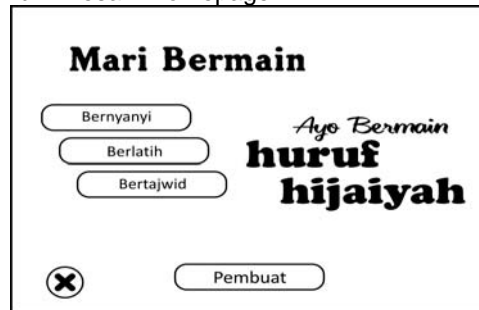 Mari Bermain
Bernyanyi
Berlatih
Bertajwid
Ayo Bermain
huruf
hijaiyah
Pembuat